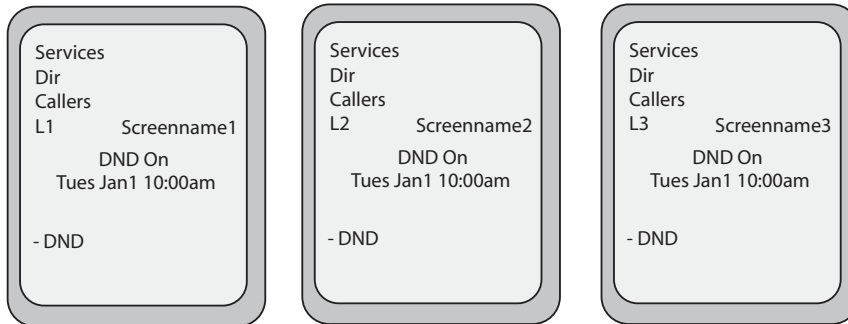 Services
Dir
Callers
L1 Screenname1
DND On
Tues Jan1 10:00am
- DND
Services
Dir
Callers
L2 Screenname2
DND On
Tues Jan1 10:00am
- DND
Services
Dir
Callers
L3 Screenname3
DND On
Tues Jan1 10:00am
- DND